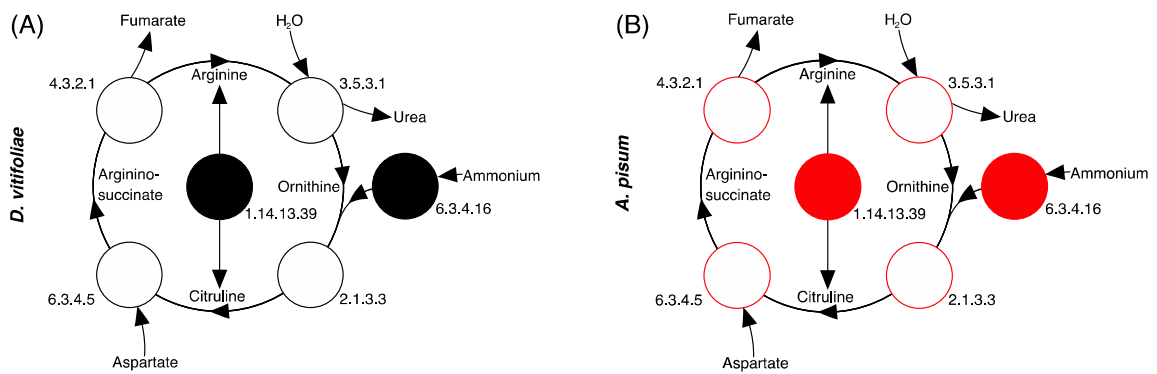 (A)
Fumarate
H2O
4.3.2.1
Arginine
3.5.3.1
Urea
D. vitifoliae
Arginino-
succinate
Ornithine
Ammonium
1.14.13.39
6.3.4.16
6.3.4.5
Citruline
2.1.3.3
Aspartate
(B)
Fumarate
H2O
4.3.2.1
Arginine
3.5.3.1
Urea
A. pisum
Arginino-
succinate
Ornithine
Ammonium
1.14.13.39
6.3.4.16
6.3.4.5
Citruline
2.1.3.3
Aspartate